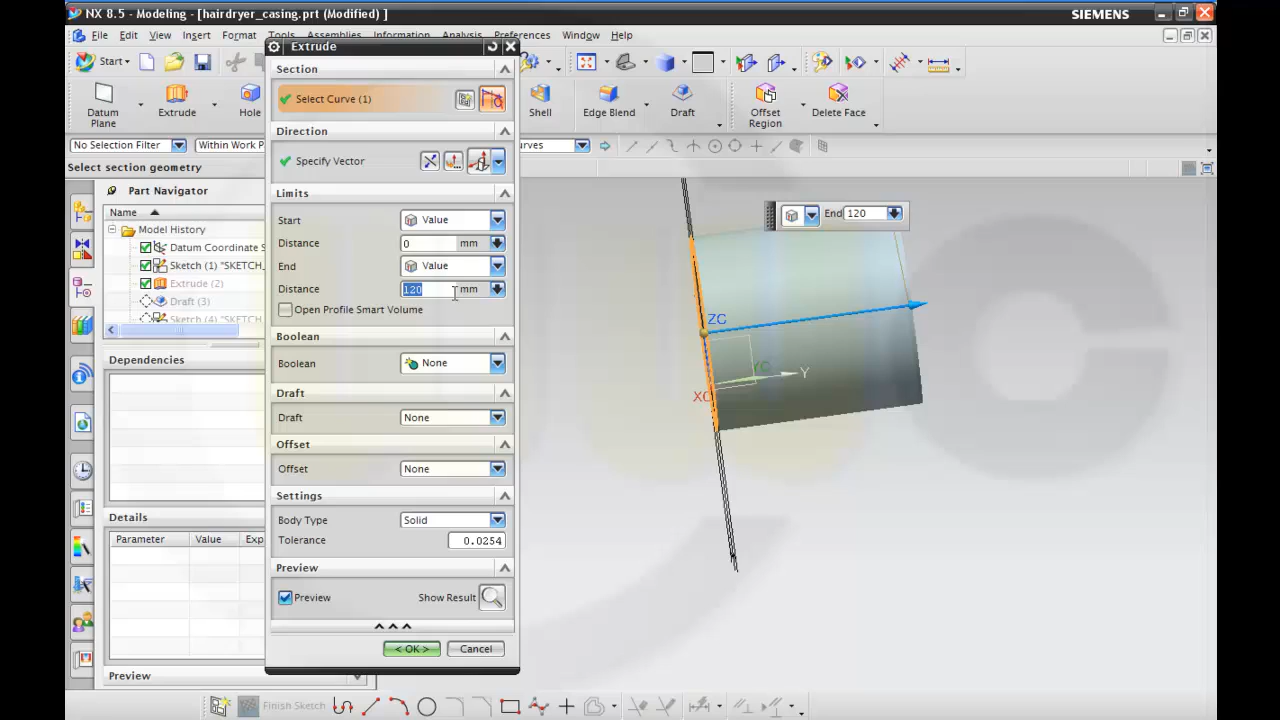 NX 8.5 - Modeling - [hairdryer_casing.prt (Modified) ]
SIEMENS
File Edit View Insert Format Tools Assemblies Information Analysis Preferences Window Help
Start
Datum Plane
Extrude
Hole
Shell
Edge Blend
Draft
Offset Region
Delete Face
No Selection Filter
Within Work P
urves
Select section geometry
Part Navigator
Name
Model History
Datum Coordinate S
Sketch (1) "SKETCH_
Extrude (2)
Draft (3)
Sketch (4) "SKETCH_
Dependencies
Details
Parameter Value Exp
Preview
Extrude
Section
Select Curve (1)
Direction
Specify Vector
Limits
Start Value
Distance 0 mm
End Value
Distance 120 mm
Open Profile Smart Volume
Boolean
Boolean None
Draft
Draft None
Offset
Offset None
Settings
Body Type Solid
Tolerance 0.0254
Preview
Preview Show Result
< OK > Cancel
End 120
ZC
YC
Y
XC
Finish Sketch